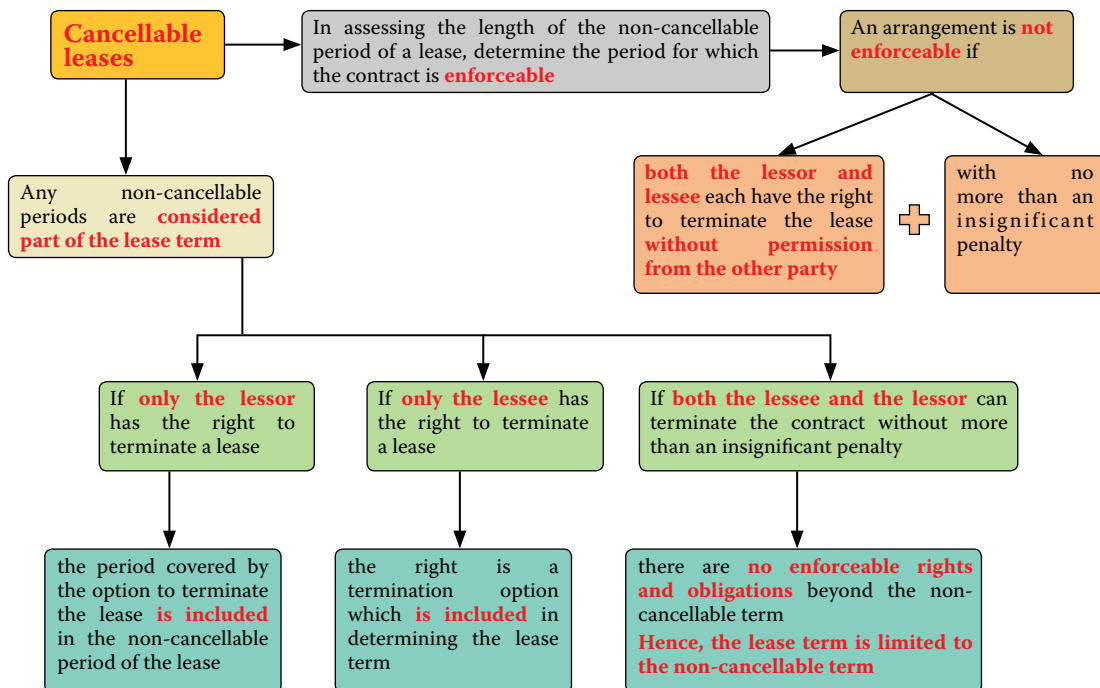 Cancellable
leases
In assessing the length of the non-cancellable
period of a lease, determine the period for which
the contract is enforceable
An arrangement is not
enforceable if
both the lessor and
lessee each have the right
to terminate the lease
without permission
from the other party
with no
more than an
insignificant
penalty
Any non-cancellable
periods are considered
part of the lease term
If only the lessor
has the right to
terminate a lease
If only the lessee has
the right to terminate
a lease
If both the lessee and the lessor can
terminate the contract without more
than an insignificant penalty
the period covered by
the option to terminate
the lease is included
in the non-cancellable
period of the lease
the right is a
termination option
which is included in
determining the lease
term
there are no enforceable rights
and obligations beyond the non-
cancellable term
Hence, the lease term is limited to
the non-cancellable term